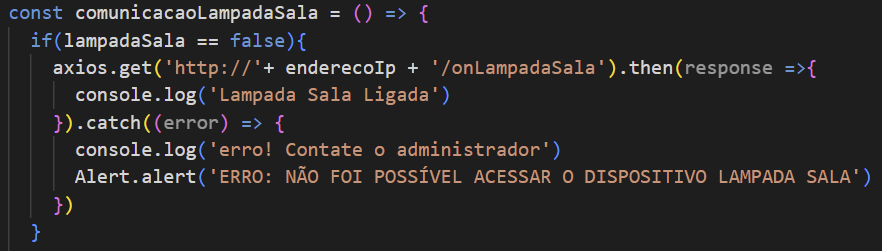 const comunicacaoLampadaSala = () => {
  if(lampadaSala == false){
    axios.get('http://'+ enderecoIp + '/onLampadaSala').then(response =>{
      console.log('Lampada Sala Ligada')
    }).catch((error) => {
      console.log('erro! Contate o administrador')
      Alert.alert('ERRO: NÃO FOI POSSÍVEL ACESSAR O DISPOSITIVO LAMPADA SALA')
    })
  }